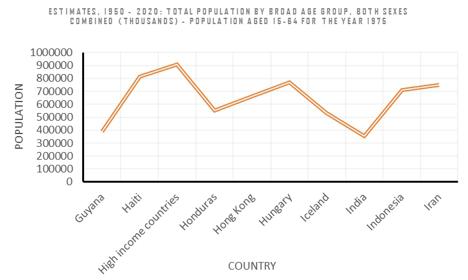 ESTIMATES, 1950 - 2020: TOTAL POPULATION BY BROAD AGE GROUP, BOTH SEXES
COMBINED (THOUSANDS) - POPULATION AGED 15-64 FOR THE YEAR 1975
1000000
900000
800000
700000
600000
500000
400000
300000
200000
100000
0
POPULATION
Guyana
Haiti
High income countries
Honduras
Hong Kong
Hungary
Iceland
India
Indonesia
Iran
COUNTRY